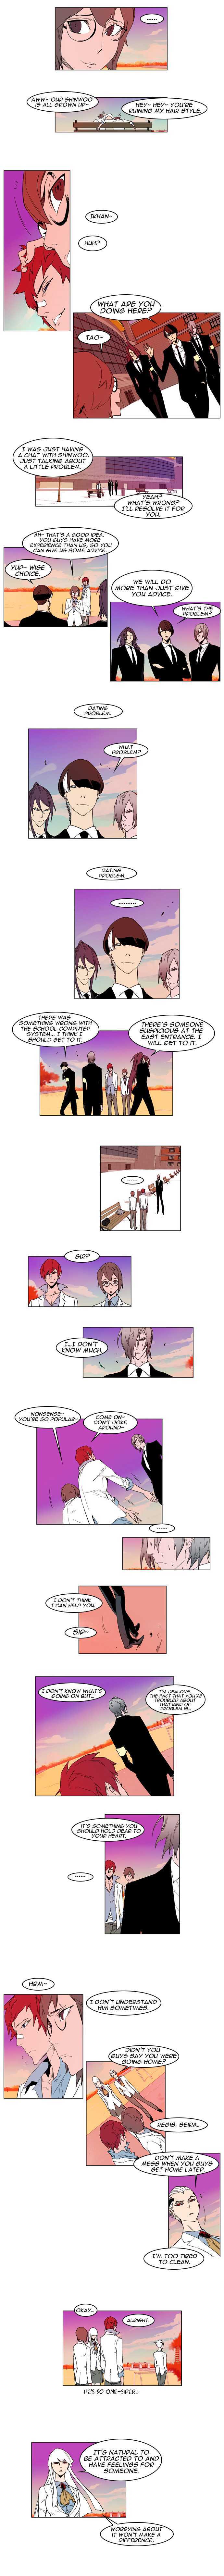 ......
AWW~ OUR SHINWOO
IS ALL GROWN UP~
HEY~ HEY~ YOU'RE
RUINING MY HAIR STYLE.
IKHAN~
HUH?
WHAT ARE YOU
DOING HERE?
TAO~
I WAS JUST HAVING
A CHAT WITH SHINWOO.
JUST TALKING ABOUT
A LITTLE PROBLEM.
YEAH?
WHAT'S WRONG?
I'LL RESOLVE IT FOR
YOU.
AH~ THAT'S A GOOD IDEA.
YOU GUYS HAVE MORE
EXPERIENCE THAN US, SO YOU
CAN GIVE US SOME ADVICE.
YUP~ WISE
CHOICE.
WE WILL DO
MORE THAN JUST GIVE
YOU ADVICE.
WHAT'S THE
PROBLEM?
DATING
PROBLEM.
WHAT
PROBLEM?
DATING
PROBLEM.
.........
THERE WAS
SOMETHING WRONG WITH
THE SCHOOL COMPUTER
SYSTEM... I THINK I
SHOULD GET TO IT.
THERE'S SOMEONE
SUSPICIOUS AT THE
EAST ENTRANCE. I
WILL GET TO IT.
......
SIR?
I...I DON'T
KNOW MUCH.
NONSENSE~
YOU'RE SO POPULAR~
COME ON~
DON'T JOKE
AROUND~
......
I DON'T THINK
I CAN HELP YOU.
SIR~
I DON'T KNOW WHAT'S
GOING ON BUT...
I'M JEALOUS.
THE FACT THAT YOU'RE
TROUBLED ABOUT
THAT KIND OF
PROBLEM IS...
IT'S SOMETHING YOU
SHOULD HOLD DEAR TO
YOUR HEART.
......
HRM~
I DON'T UNDERSTAND
HIM SOMETIMES.
DIDN'T YOU
GUYS SAY YOU WERE
GOING HOME?
REGIS. SEIRA...
DON'T MAKE A
MESS WHEN YOU GUYS
GET HOME LATER.
I'M TOO TIRED
TO CLEAN.
OKAY...
ALRIGHT.
HE'S SO ONE-SIDED...
IT'S NATURAL TO
BE ATTRACTED TO AND
HAVE FEELINGS FOR
SOMEONE.
WORRYING ABOUT
IT WON'T MAKE A
DIFFERENCE.